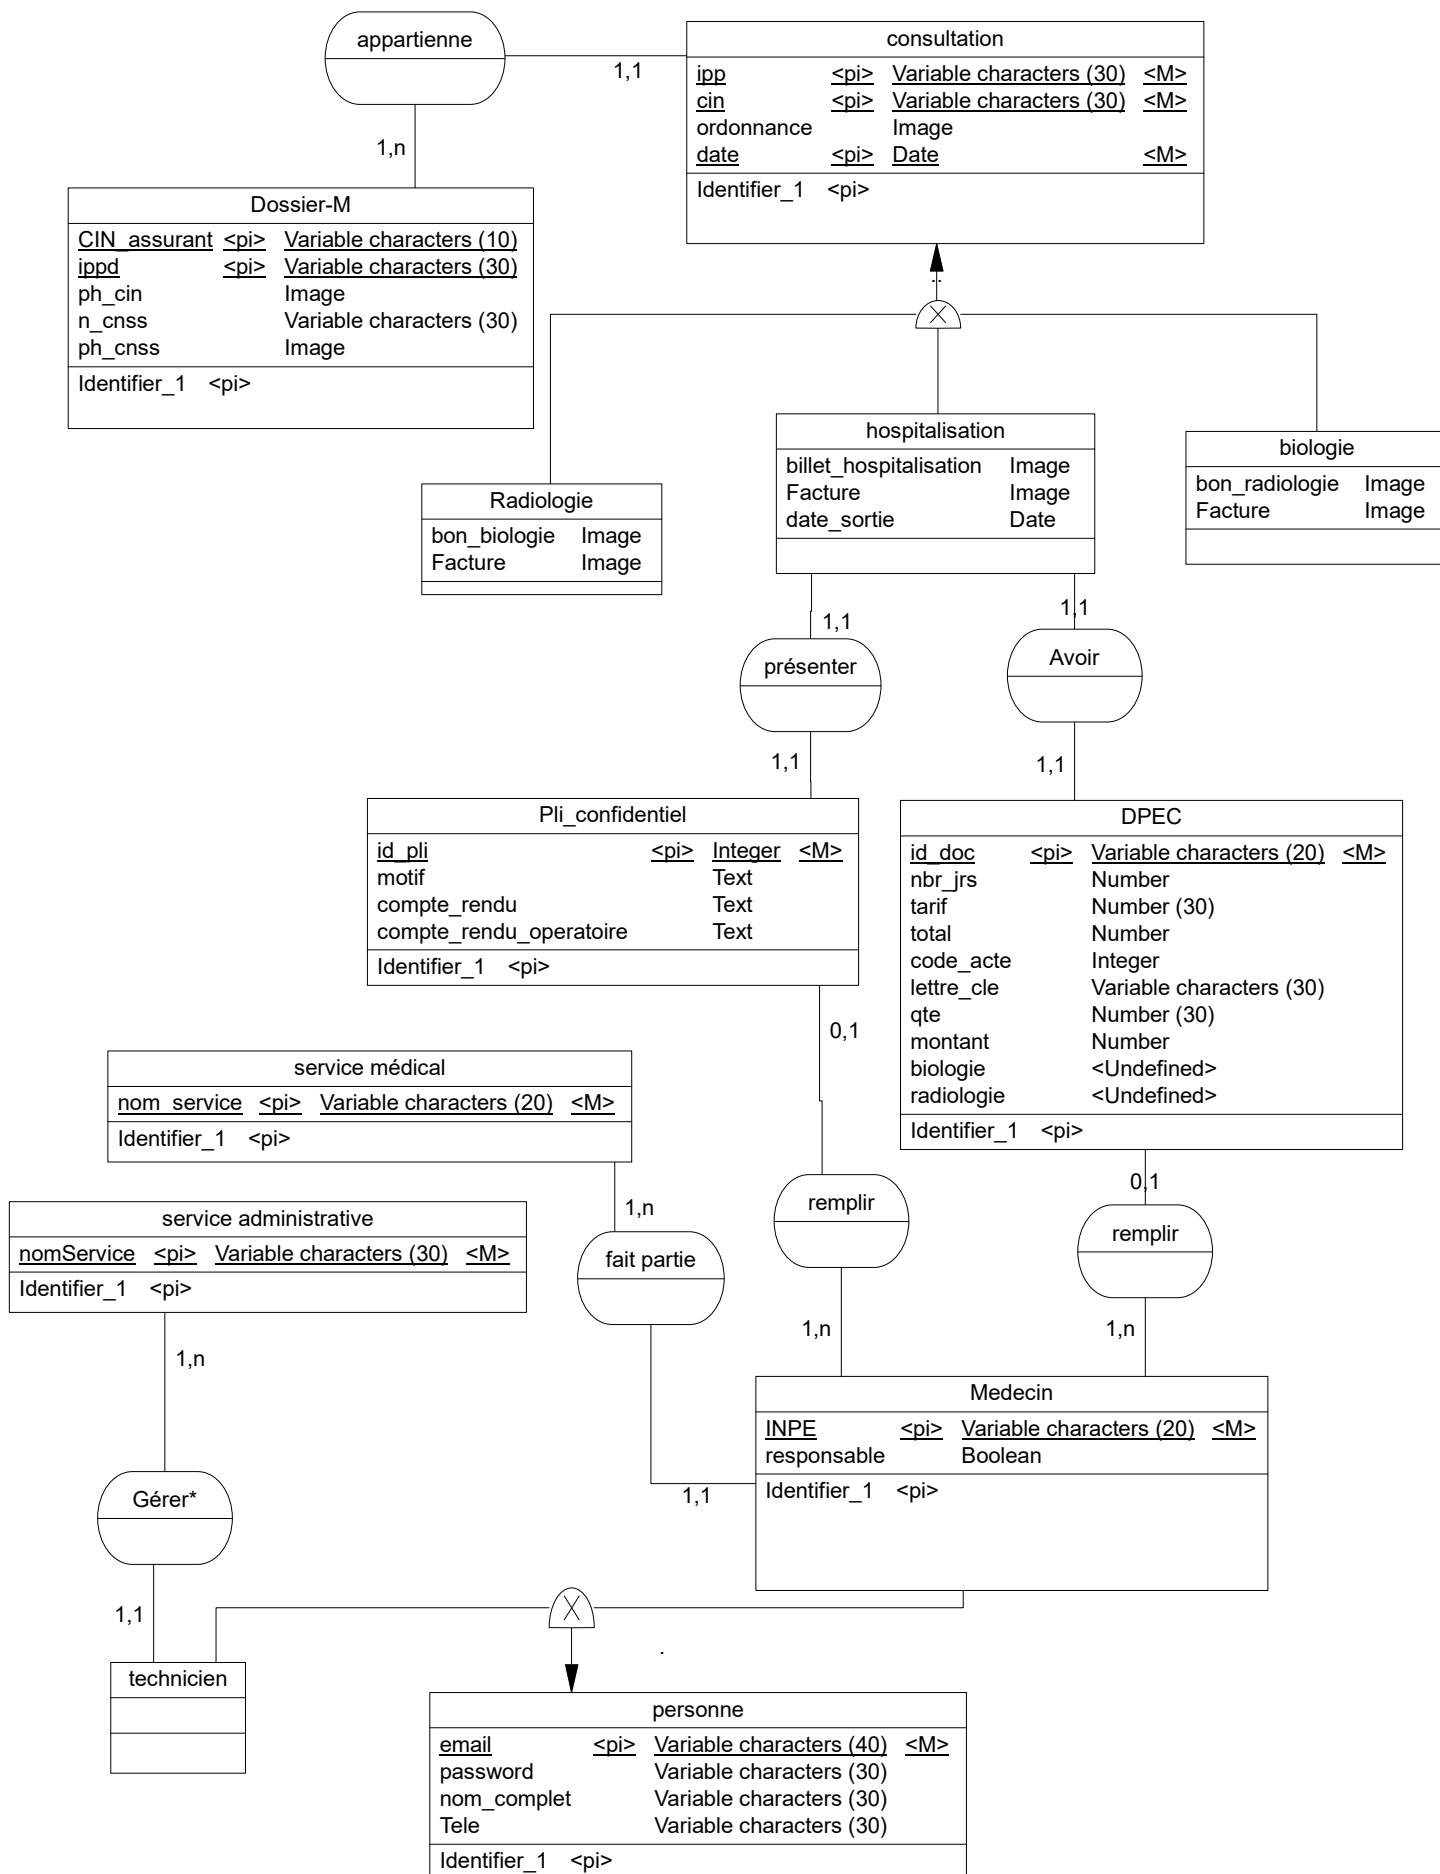 appartienne
1,1
1,n
consultation
ipp <pi> Variable characters (30) <M>
cin <pi> Variable characters (30) <M>
ordonnance Image
date <pi> Date <M>
Identifier_1 <pi>
Dossier-M
CIN_assurant <pi> Variable characters (10)
ippd <pi> Variable characters (30)
ph_cin Image
n_cnss Variable characters (30)
ph_cnss Image
Identifier_1 <pi>
..
Radiologie
bon_biologie Image
Facture Image
hospitalisation
billet_hospitalisation Image
Facture Image
date_sortie Date
biologie
bon_radiologie Image
Facture Image
1,1
présenter
1,1
1,1
Avoir
1,1
Pli_confidentiel
id_pli <pi> Integer <M>
motif Text
compte_rendu Text
compte_rendu_operatoire Text
Identifier_1 <pi>
DPEC
id_doc <pi> Variable characters (20) <M>
nbr_jrs Number
tarif Number (30)
total Number
code_acte Integer
lettre_cle Variable characters (30)
qte Number (30)
montant Number
biologie <Undefined>
radiologie <Undefined>
Identifier_1 <pi>
0,1
remplir
1,n
0,1
remplir
1,n
service médical
nom_service <pi> Variable characters (20) <M>
Identifier_1 <pi>
1,n
fait partie
1,1
service administrative
nomService <pi> Variable characters (30) <M>
Identifier_1 <pi>
1,n
Gérer*
1,1
Medecin
INPE <pi> Variable characters (20) <M>
responsable Boolean
Identifier_1 <pi>
technicien
.
personne
email <pi> Variable characters (40) <M>
password Variable characters (30)
nom_complet Variable characters (30)
Tele Variable characters (30)
Identifier_1 <pi>